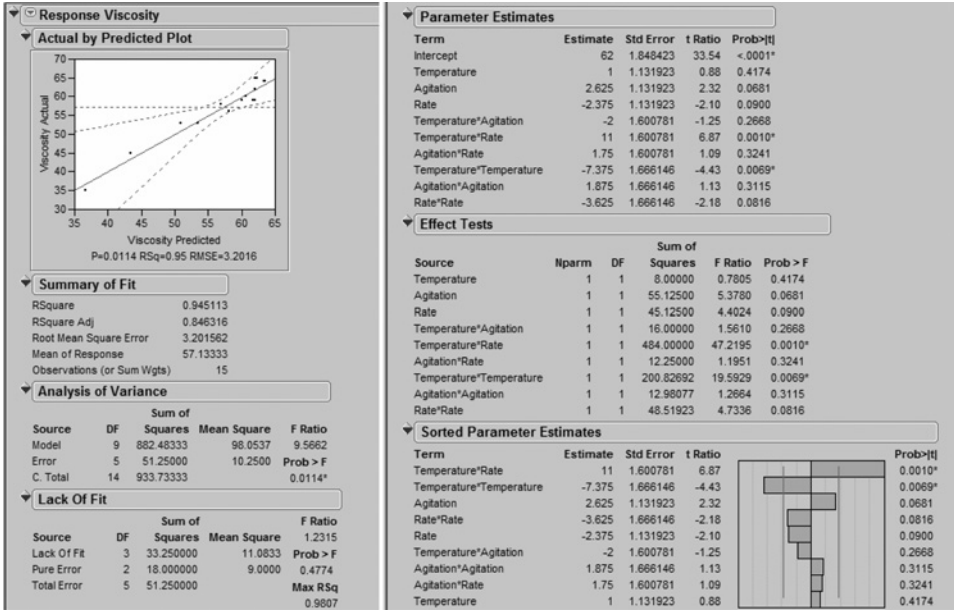 Response Viscosity
Actual by Predicted Plot
70
65
60
55
50
45
40
35
30
Viscosity Actual
35 40 45 50 55 60 65
Viscosity Predicted
P=0.0114 RSq=0.95 RMSE=3.2016
Summary of Fit
RSquare 0.945113
RSquare Adj 0.846316
Root Mean Square Error 3.201562
Mean of Response 57.13333
Observations (or Sum Wgts) 15
Analysis of Variance
Sum of
Source DF Squares Mean Square F Ratio
Model 9 882.48333 98.0537 9.5662
Error 5 51.25000 10.2500 Prob > F
C. Total 14 933.73333 0.0114*
Lack Of Fit
Sum of F Ratio
Source DF Squares Mean Square 1.2315
Lack Of Fit 3 33.250000 11.0833 Prob > F
Pure Error 2 18.000000 9.0000 0.4774
Total Error 5 51.250000 Max RSq
0.9807
Parameter Estimates
Term Estimate Std Error t Ratio Prob>|t|
Intercept 62 1.848423 33.54 <.0001*
Temperature 1 1.131923 0.88 0.4174
Agitation 2.625 1.131923 2.32 0.0681
Rate -2.375 1.131923 -2.10 0.0900
Temperature*Agitation -2 1.600781 -1.25 0.2668
Temperature*Rate 11 1.600781 6.87 0.0010*
Agitation*Rate 1.75 1.600781 1.09 0.3241
Temperature*Temperature -7.375 1.666146 -4.43 0.0069*
Agitation*Agitation 1.875 1.666146 1.13 0.3115
Rate*Rate -3.625 1.666146 -2.18 0.0816
Effect Tests
Sum of
Source Nparm DF Squares F Ratio Prob > F
Temperature 1 1 8.00000 0.7805 0.4174
Agitation 1 1 55.12500 5.3780 0.0681
Rate 1 1 45.12500 4.4024 0.0900
Temperature*Agitation 1 1 16.00000 1.5610 0.2668
Temperature*Rate 1 1 484.00000 47.2195 0.0010*
Agitation*Rate 1 1 12.25000 1.1951 0.3241
Temperature*Temperature 1 1 200.82692 19.5929 0.0069*
Agitation*Agitation 1 1 12.98077 1.2664 0.3115
Rate*Rate 1 1 48.51923 4.7336 0.0816
Sorted Parameter Estimates
Term Estimate Std Error t Ratio Prob>|t|
Temperature*Rate 11 1.600781 6.87 0.0010*
Temperature*Temperature -7.375 1.666146 -4.43 0.0069*
Agitation 2.625 1.131923 2.32 0.0681
Rate*Rate -3.625 1.666146 -2.18 0.0816
Rate -2.375 1.131923 -2.10 0.0900
Temperature*Agitation -2 1.600781 -1.25 0.2668
Agitation*Agitation 1.875 1.666146 1.13 0.3115
Agitation*Rate 1.75 1.600781 1.09 0.3241
Temperature 1 1.131923 0.88 0.4174